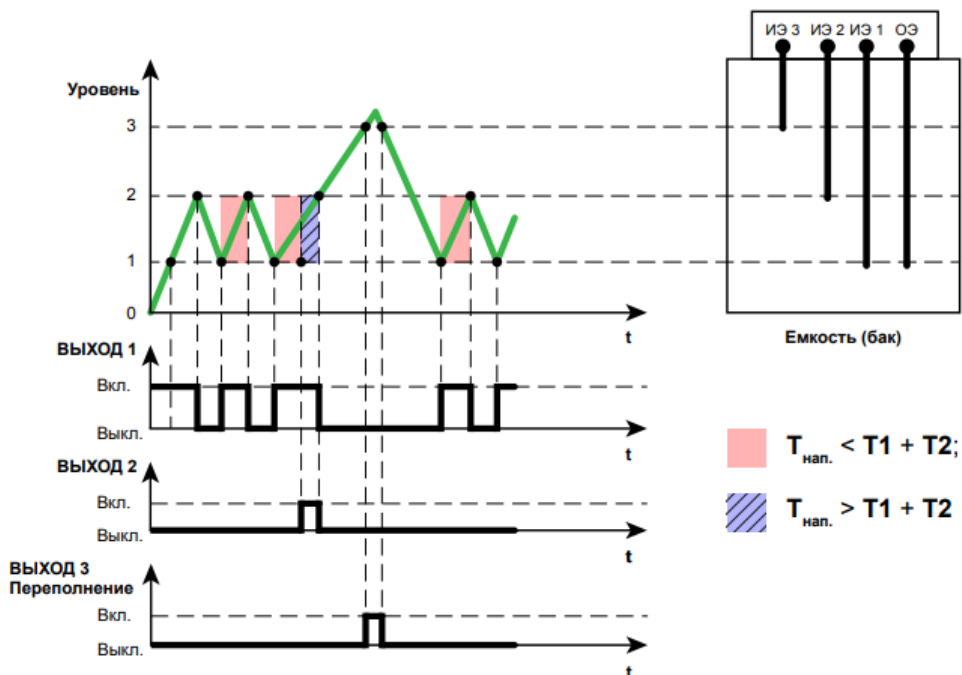 ИЭ 3 ИЭ 2 ИЭ 1 ОЭ
Уровень
3
2
1
0
t
Емкость (бак)
ВЫХОД 1
Вкл.
Выкл.
t
Tнап. < T1 + T2;
ВЫХОД 2
Вкл.
Выкл.
t
Tнап. > T1 + T2
ВЫХОД 3
Переполнение
Вкл.
Выкл.
t